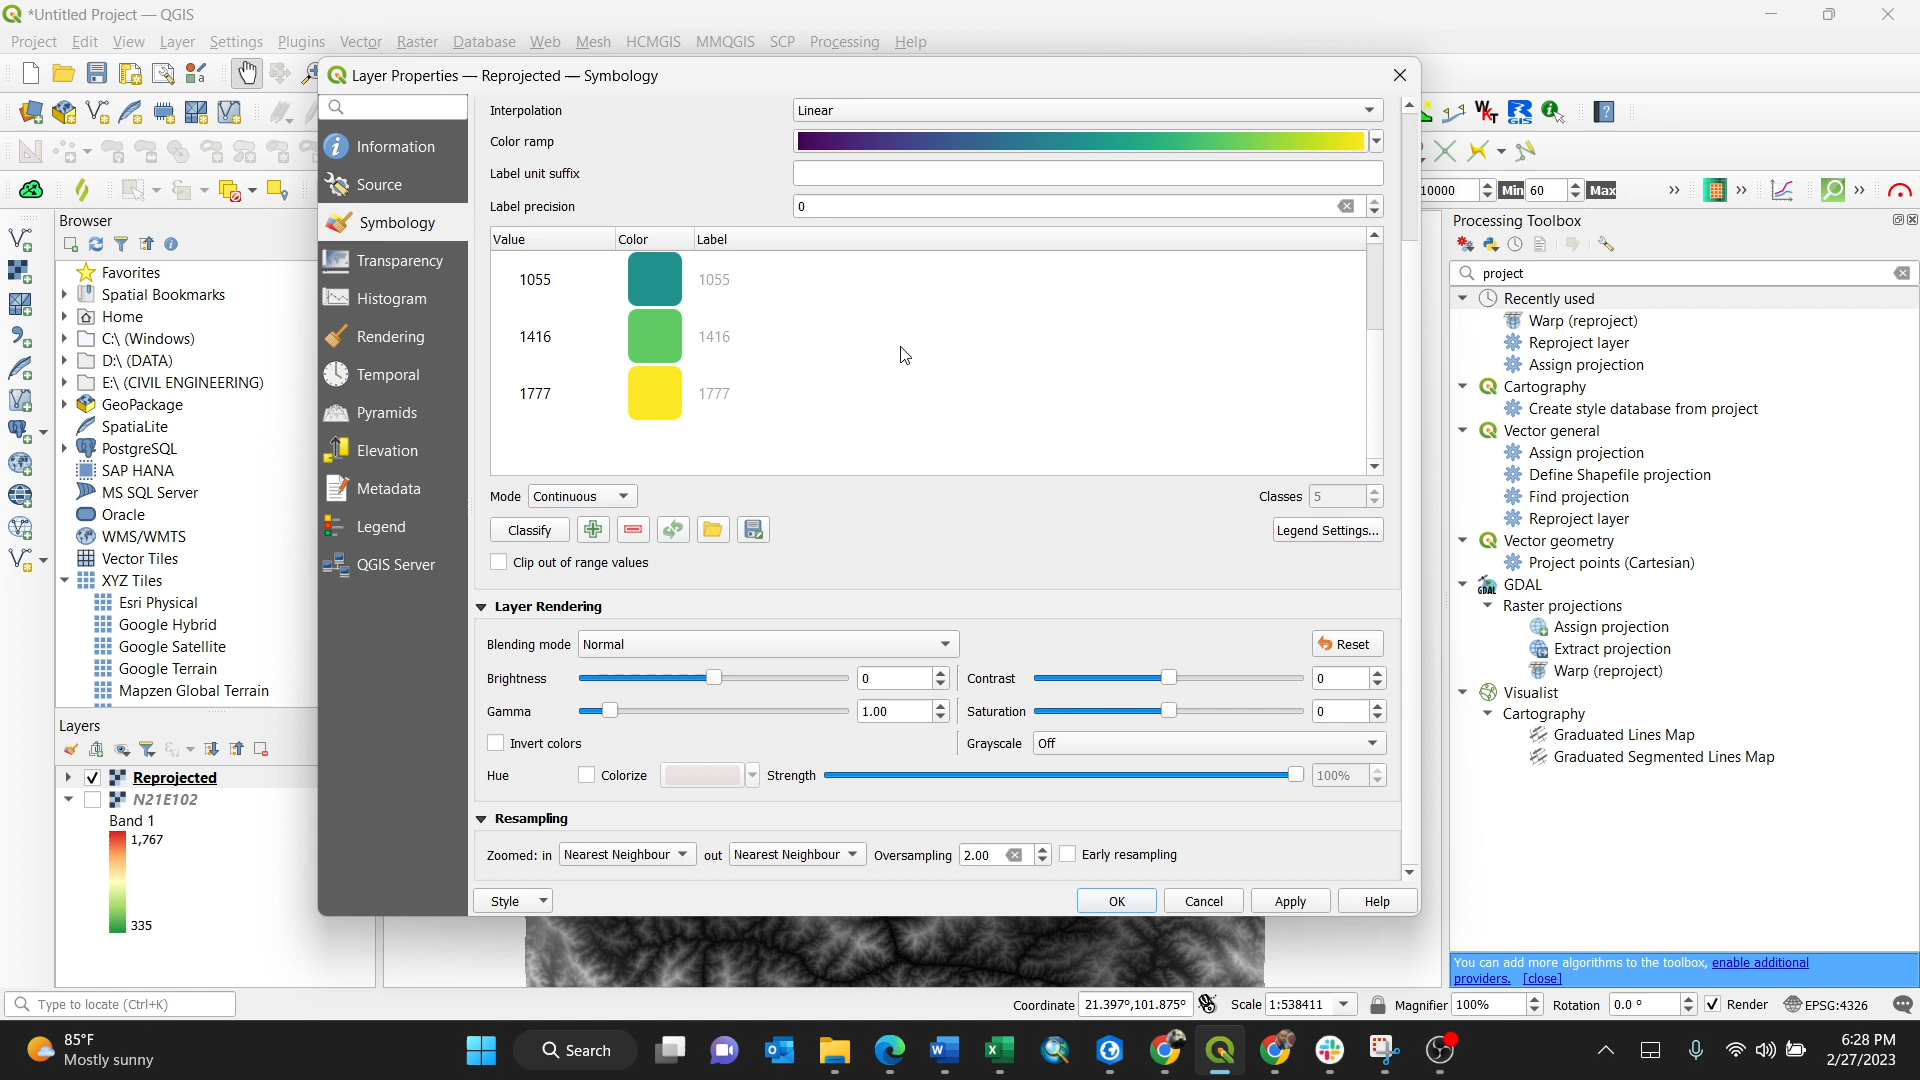 *Untitled Project — QGIS
Project Edit View Layer Settings Plugins Vector Raster Database Web Mesh HCMGIS MMQGIS SCP Processing Help
Layer Properties — Reprojected — Symbology
Information
Source
Symbology
Transparency
Histogram
Rendering
Temporal
Pyramids
Elevation
Metadata
Legend
QGIS Server
Interpolation Linear
Color ramp
Label unit suffix
Label precision 0
Value Color Label
1055 1055
1416 1416
1777 1777
Mode Continuous Classes 5
Classify Legend Settings...
Clip out of range values
Layer Rendering
Blending mode Normal Reset
Brightness 0 Contrast 0
Gamma 1.00 Saturation 0
Invert colors Grayscale Off
Hue Colorize Strength 100%
Resampling
Zoomed: in Nearest Neighbour out Nearest Neighbour Oversampling 2.00 Early resampling
Style OK Cancel Apply Help
Browser
Favorites
Spatial Bookmarks
Home
C:\ (Windows)
D:\ (DATA)
E:\ (CIVIL ENGINEERING)
GeoPackage
SpatiaLite
PostgreSQL
SAP HANA
MS SQL Server
Oracle
WMS/WMTS
Vector Tiles
XYZ Tiles
Esri Physical
Google Hybrid
Google Satellite
Google Terrain
Mapzen Global Terrain
Layers
Reprojected
N21E102
Band 1
1,767
335
10000 Min 60 Max
Processing Toolbox
project
Recently used
Warp (reproject)
Reproject layer
Assign projection
Cartography
Create style database from project
Vector general
Assign projection
Define Shapefile projection
Find projection
Reproject layer
Vector geometry
Project points (Cartesian)
GDAL
Raster projections
Assign projection
Extract projection
Warp (reproject)
Visualist
Cartography
Graduated Lines Map
Graduated Segmented Lines Map
You can add more algorithms to the toolbox, enable additional
providers. [close]
Type to locate (Ctrl+K) Coordinate 21.397°,101.875° Scale 1:538411 Magnifier 100% Rotation 0.0 ° Render EPSG:4326
85°F
Mostly sunny
Search
6:28 PM
2/27/2023